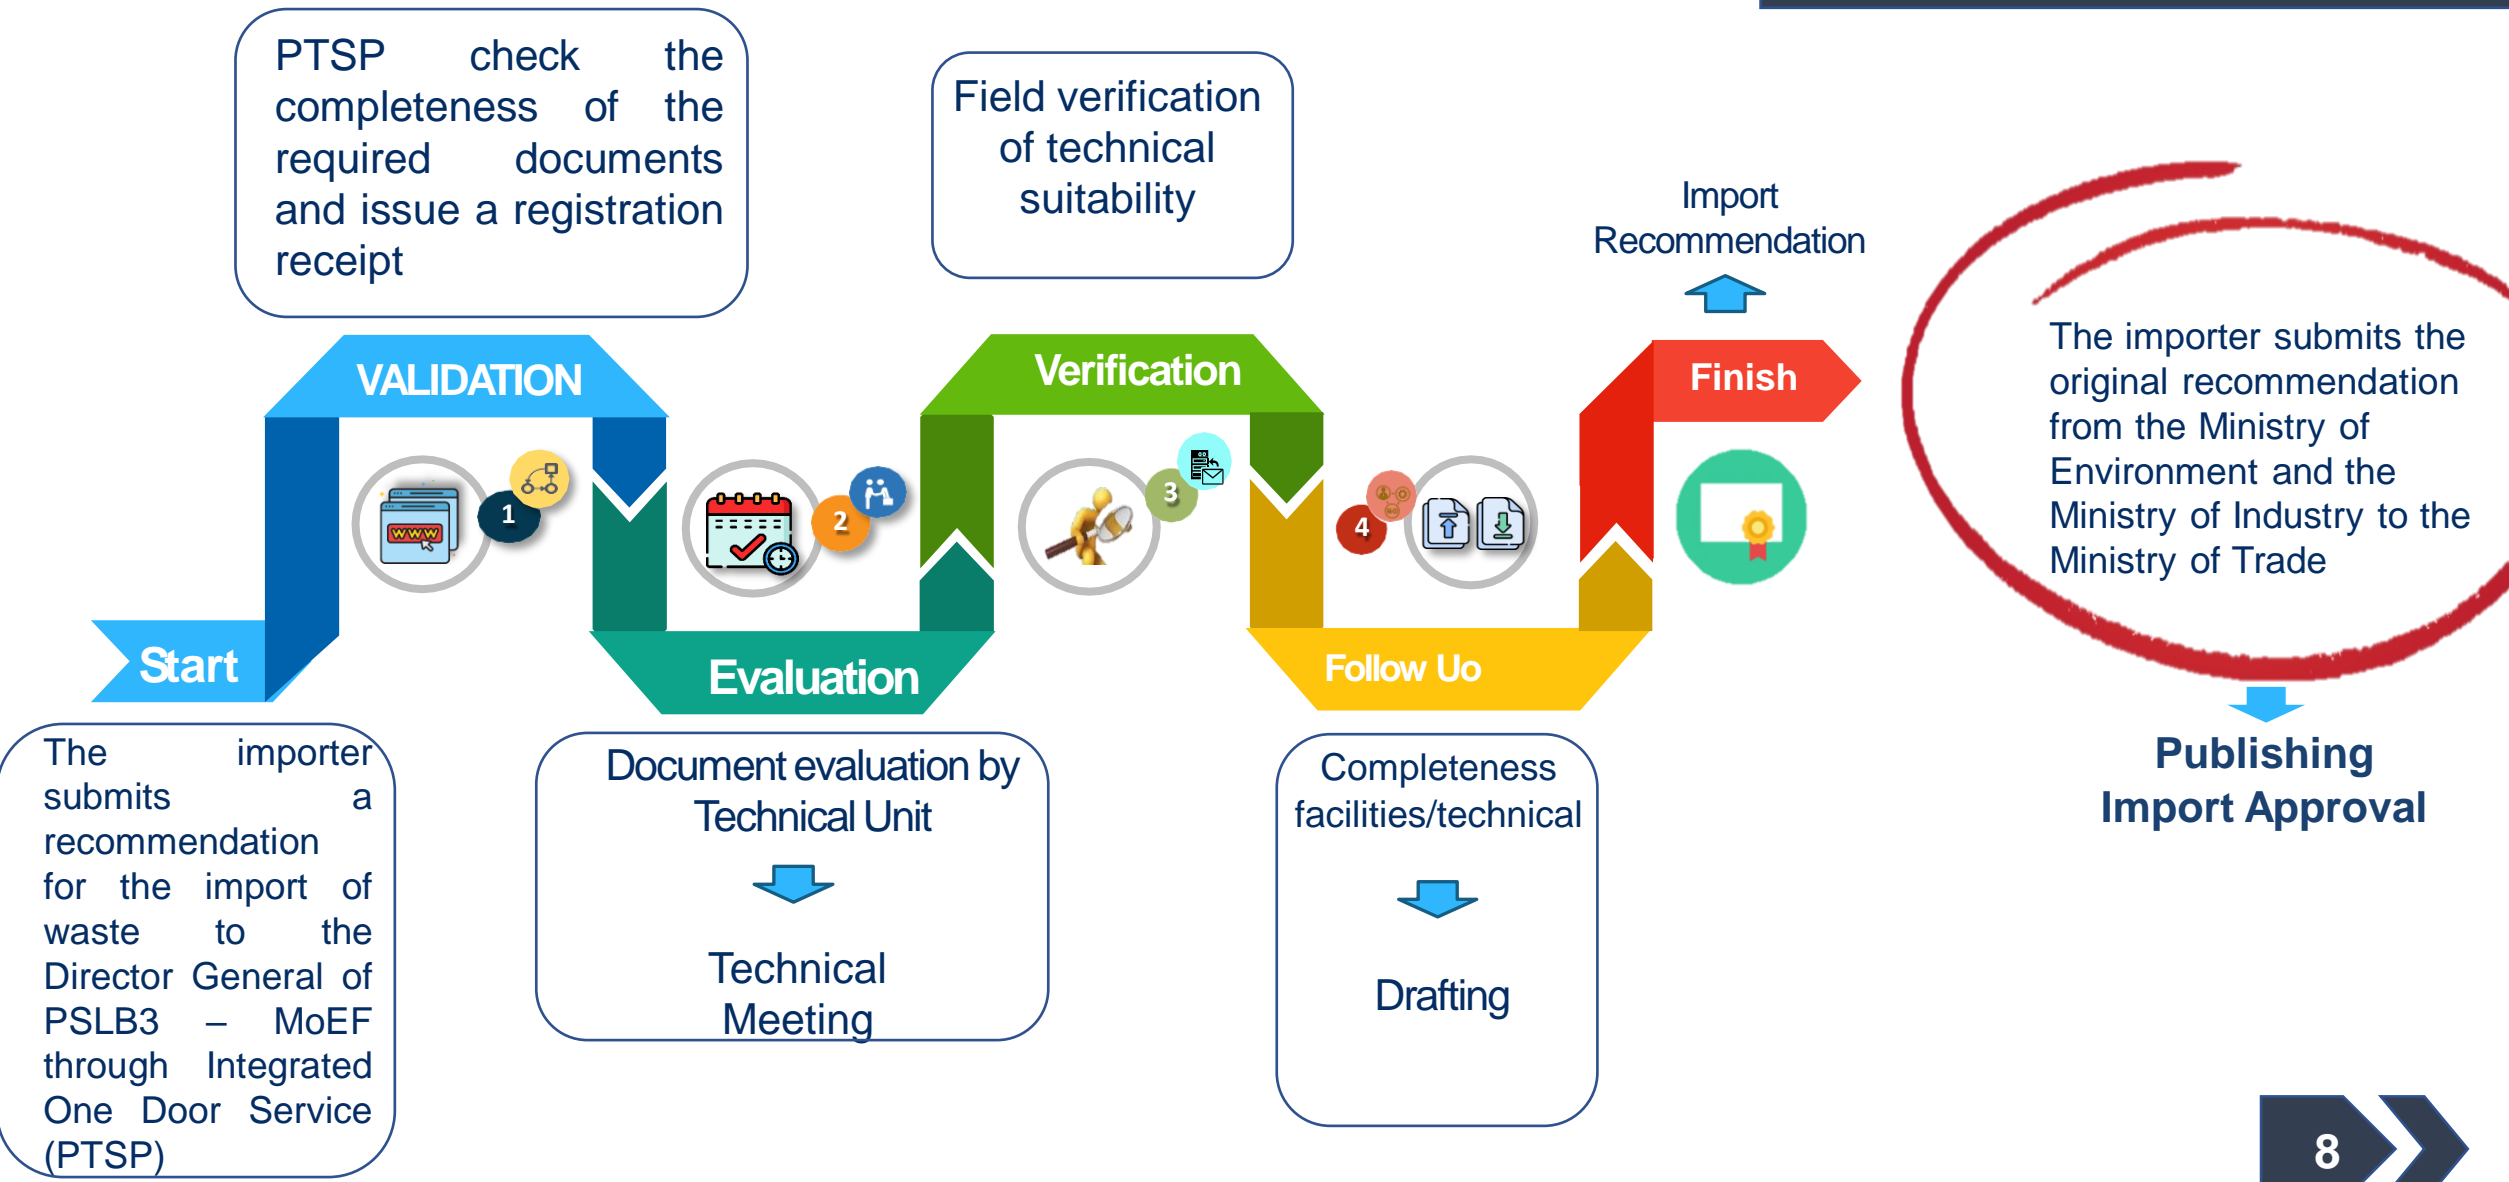 PTSP check the
completeness of the
required documents
and issue a registration
receipt
Field verification
of technical
suitability
Import
Recommendation
The importer submits the
original recommendation
from the Ministry of
Environment and the
Ministry of Industry to the
Ministry of Trade
VALIDATION
Verification
Finish
WWW
1
2
3
4
Start
Evaluation
Follow Uo
The importer
submits a
recommendation
for the import of
waste to the
Director General of
PSLB3 – MoEF
through Integrated
One Door Service
(PTSP)
Document evaluation by
Technical Unit
Technical
Meeting
Completeness
facilities/technical
Drafting
Publishing
Import Approval
8